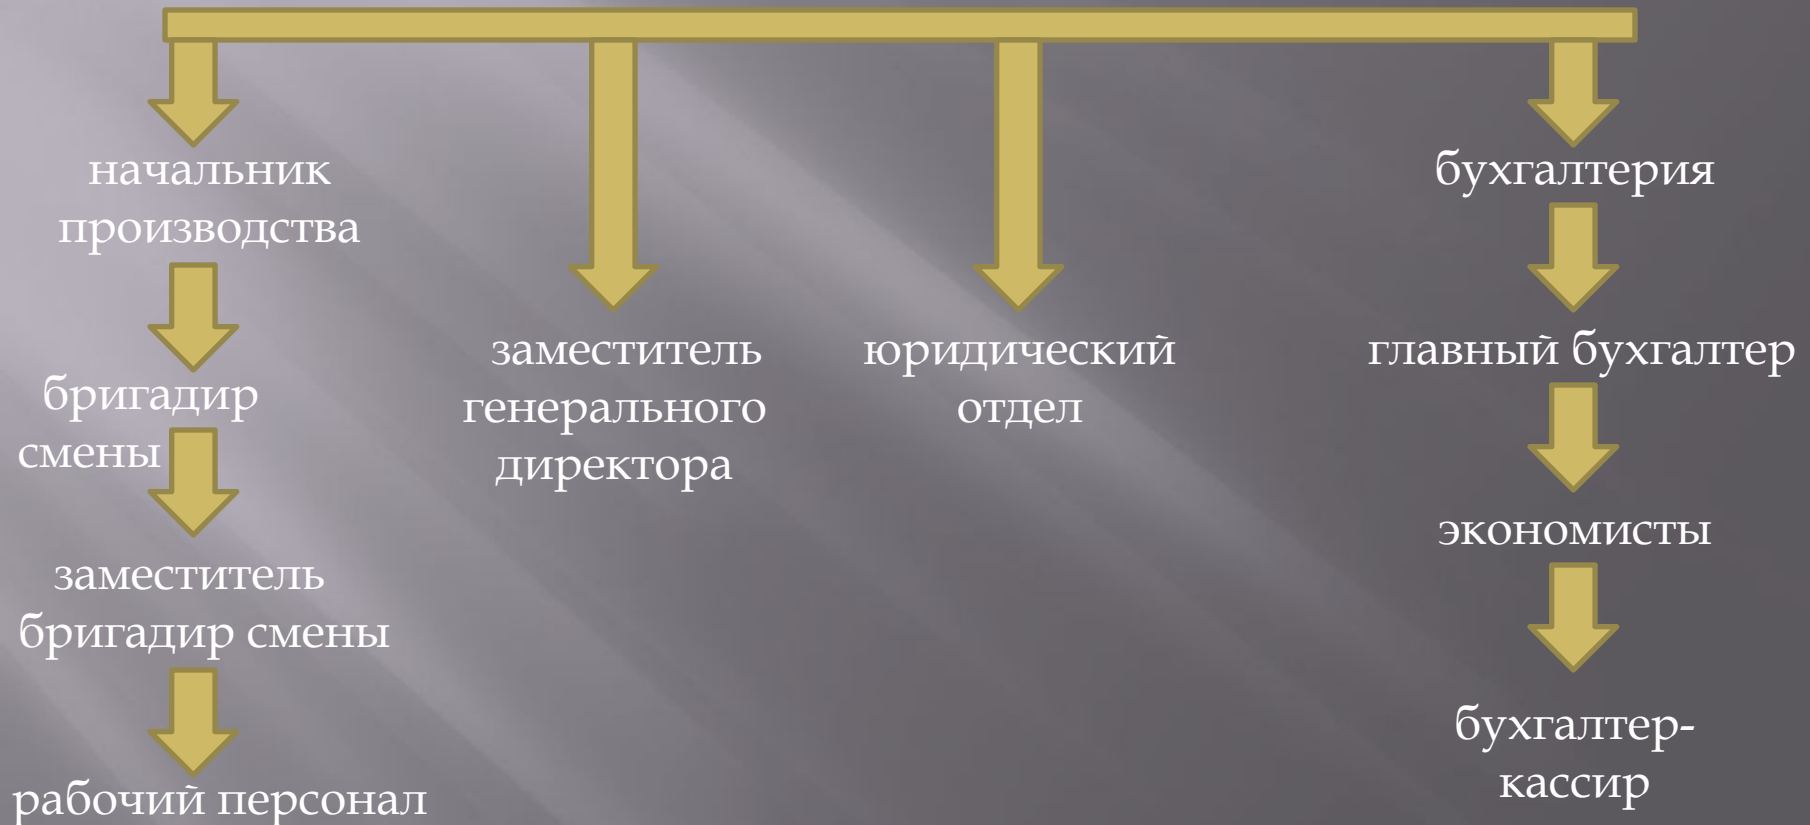 начальник
производства
бригадир
смены
заместитель
бригадир смены
рабочий персонал
заместитель
генерального
директора
юридический
отдел
бухгалтерия
главный бухгалтер
экономисты
бухгалтер-
кассир